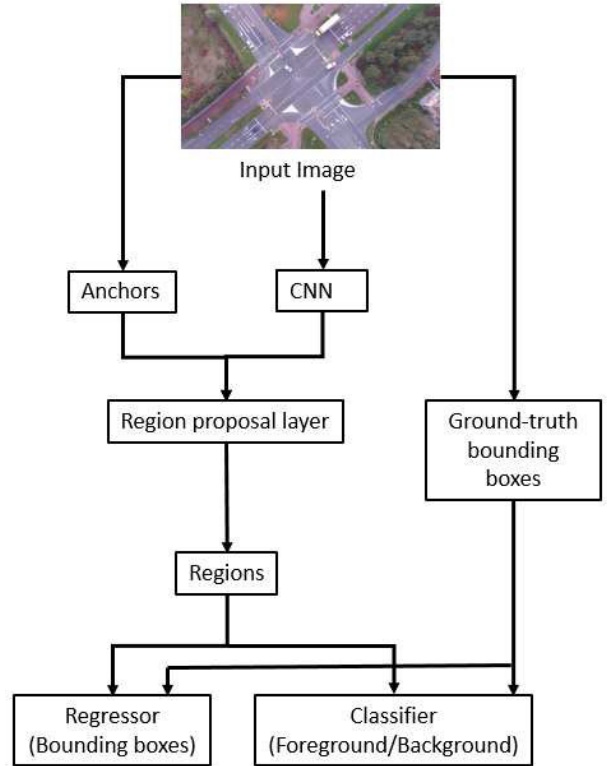 Input Image
Anchors
CNN
Region proposal layer
Ground-truth
bounding
boxes
Regions
Regressor
(Bounding boxes)
Classifier
(Foreground/Background)